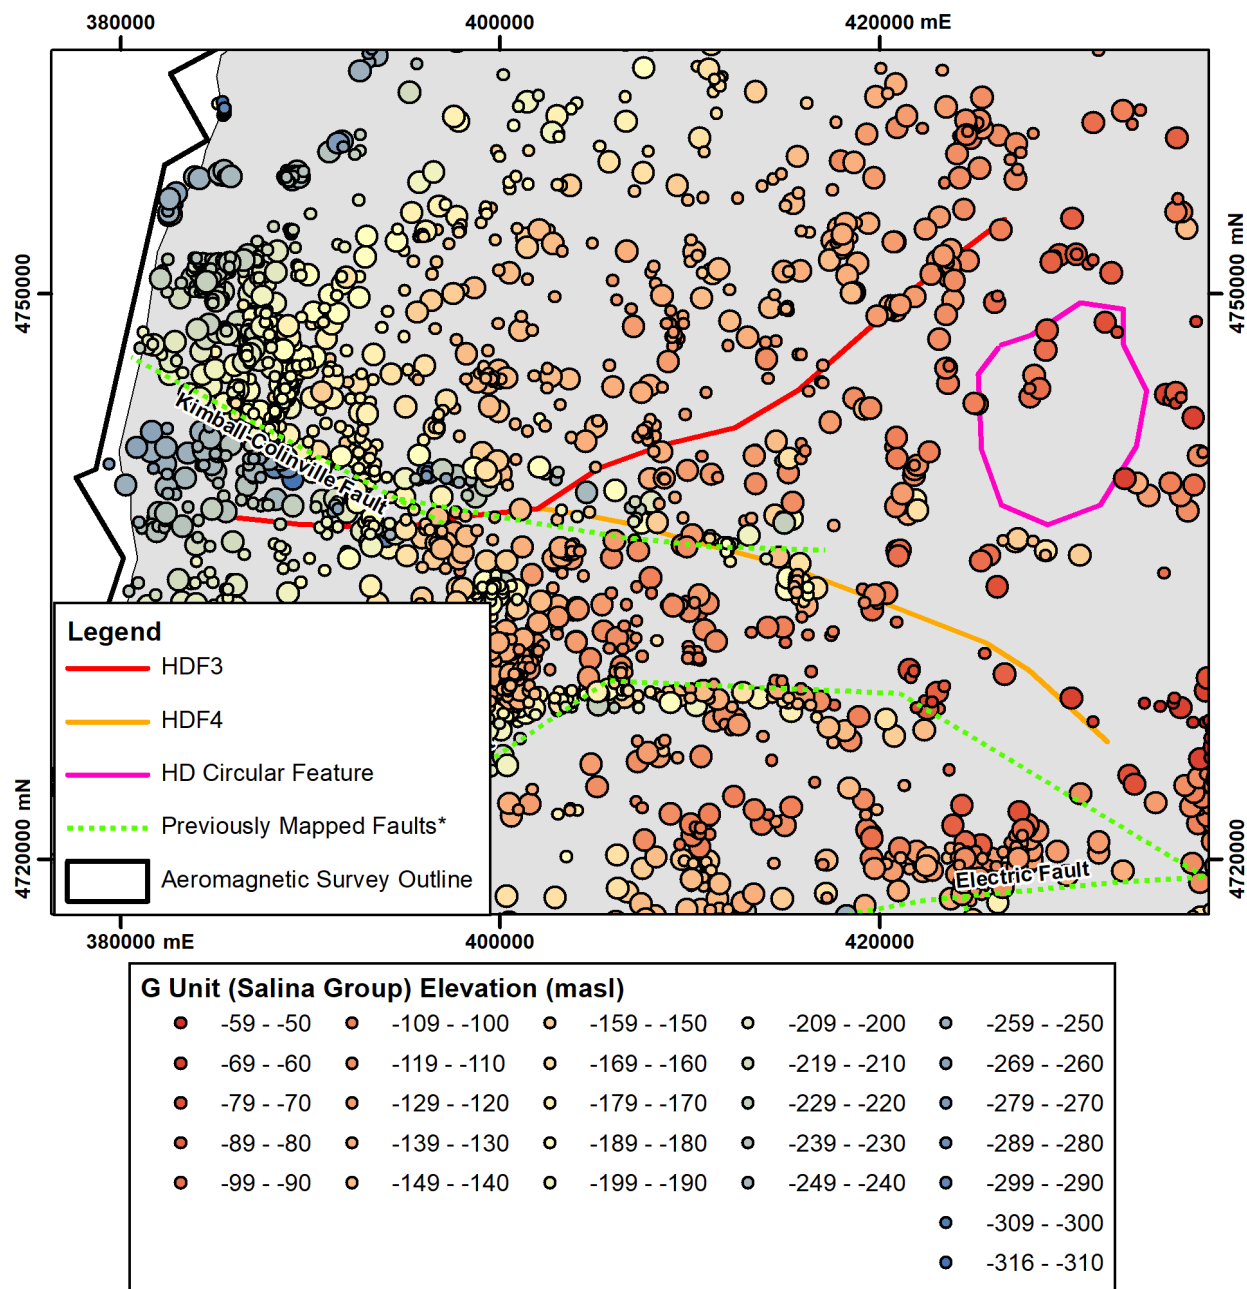 380000
400000
420000 mE
4750000
4720000 mN
4750000 mN
4720000
Kimball-Colinville Fault
Electric Fault
Legend
HDF3
HDF4
HD Circular Feature
Previously Mapped Faults*
Aeromagnetic Survey Outline
380000 mE
400000
420000
G Unit (Salina Group) Elevation (masl)
-59 - -50
-109 - -100
-159 - -150
-209 - -200
-259 - -250
-69 - -60
-119 - -110
-169 - -160
-219 - -210
-269 - -260
-79 - -70
-129 - -120
-179 - -170
-229 - -220
-279 - -270
-89 - -80
-139 - -130
-189 - -180
-239 - -230
-289 - -280
-99 - -90
-149 - -140
-199 - -190
-249 - -240
-299 - -290
-309 - -300
-316 - -310